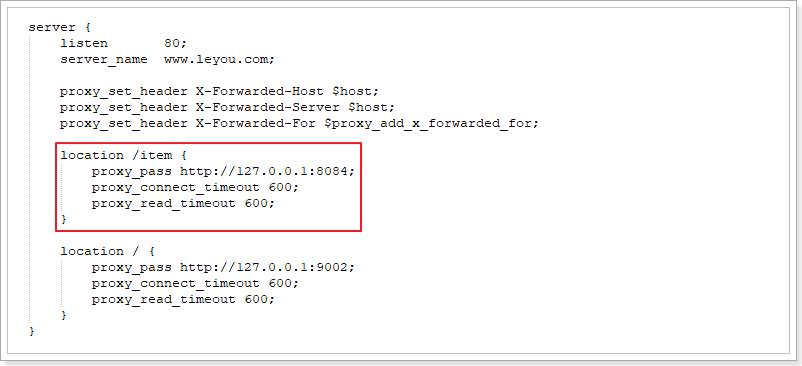 server {
    listen       80;
    server_name  www.leyou.com;

    proxy_set_header X-Forwarded-Host $host;
    proxy_set_header X-Forwarded-Server $host;
    proxy_set_header X-Forwarded-For $proxy_add_x_forwarded_for;

    location /item {
        proxy_pass http://127.0.0.1:8084;
        proxy_connect_timeout 600;
        proxy_read_timeout 600;
    }

    location / {
        proxy_pass http://127.0.0.1:9002;
        proxy_connect_timeout 600;
        proxy_read_timeout 600;
    }
}